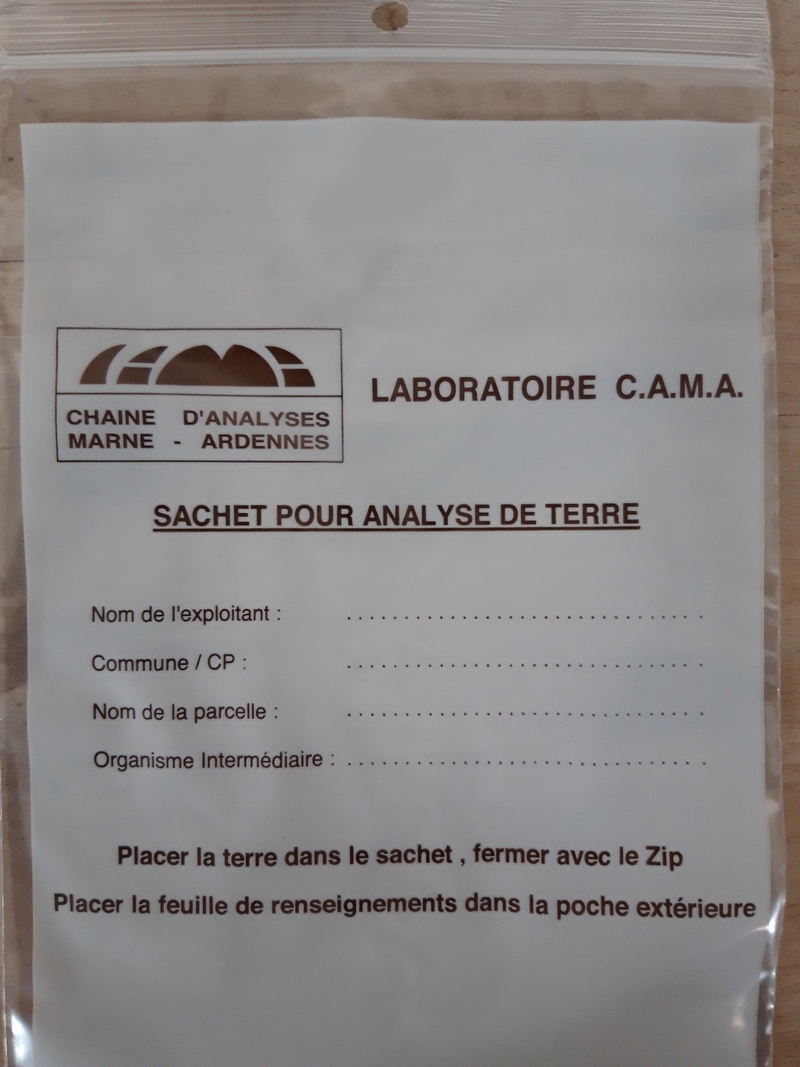 CHAINE D'ANALYSES
MARNE - ARDENNES
LABORATOIRE C.A.M.A.
SACHET POUR ANALYSE DE TERRE
Nom de l'exploitant : ...............................
Commune / CP : ...............................
Nom de la parcelle : ...............................
Organisme Intermédiaire : ...............................
Placer la terre dans le sachet , fermer avec le Zip
Placer la feuille de renseignements dans la poche extérieure